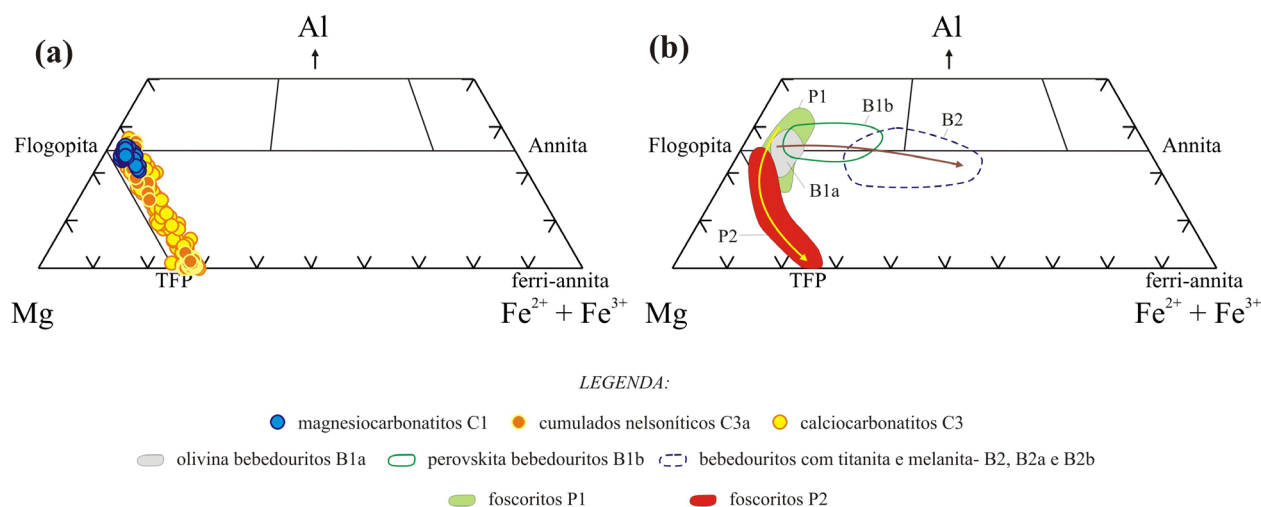 (a)
Al
Flogopita
Annita
TFP
ferri-annita
Mg
Fe²⁺ + Fe³⁺
(b)
Al
P1
B1b
B2
Flogopita
Annita
B1a
P2
TFP
ferri-annita
Mg
Fe²⁺ + Fe³⁺
LEGENDA:
magnesiocarbonatitos C1 cumulados nelsoníticos C3a calciocarbonatitos C3
olivina bebedouritos B1a perovskita bebedouritos B1b bebedouritos com titanita e melanita- B2, B2a e B2b
foscoritos P1 foscoritos P2